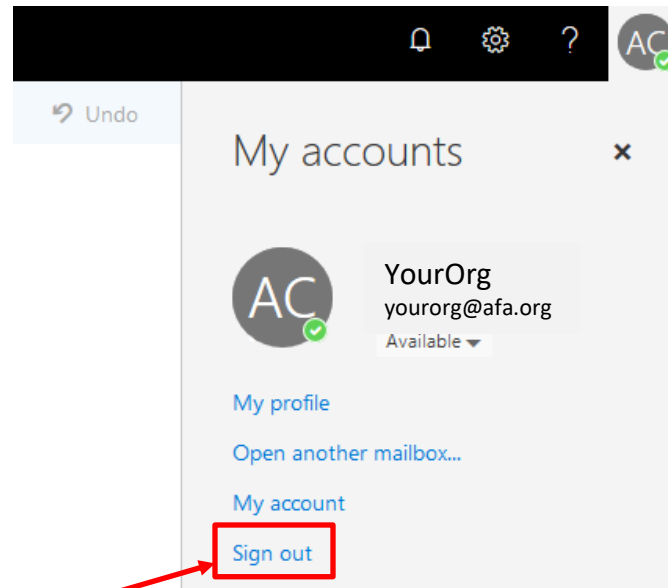 ?
AC
Undo
My accounts
×
AC
YourOrg
yourorg@afa.org
Available
My profile
Open another mailbox...
My account
Sign out